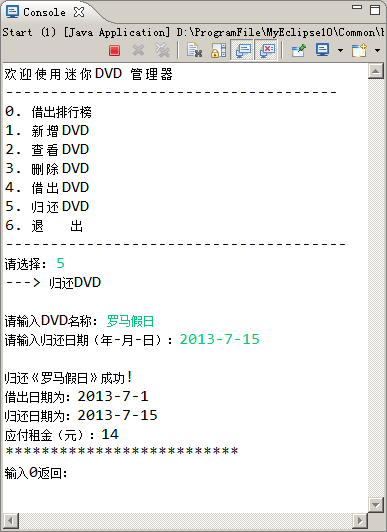 Console
Start (1) [Java Application] D:\ProgramFile\MyEclipse10\Common\b
欢迎使用迷你DVD 管理器
-----------------------------------
0. 借出排行榜
1. 新增DVD
2. 查看DVD
3. 删除DVD
4. 借出DVD
5. 归还DVD
6. 退 出
------------------------------------
请选择: 5
---> 归还DVD
请输入DVD名称: 罗马假日
请输入归还日期（年-月-日）: 2013-7-15
归还《罗马假日》成功!
借出日期为: 2013-7-1
归还日期为: 2013-7-15
应付租金（元）: 14
**************************
输入0返回: